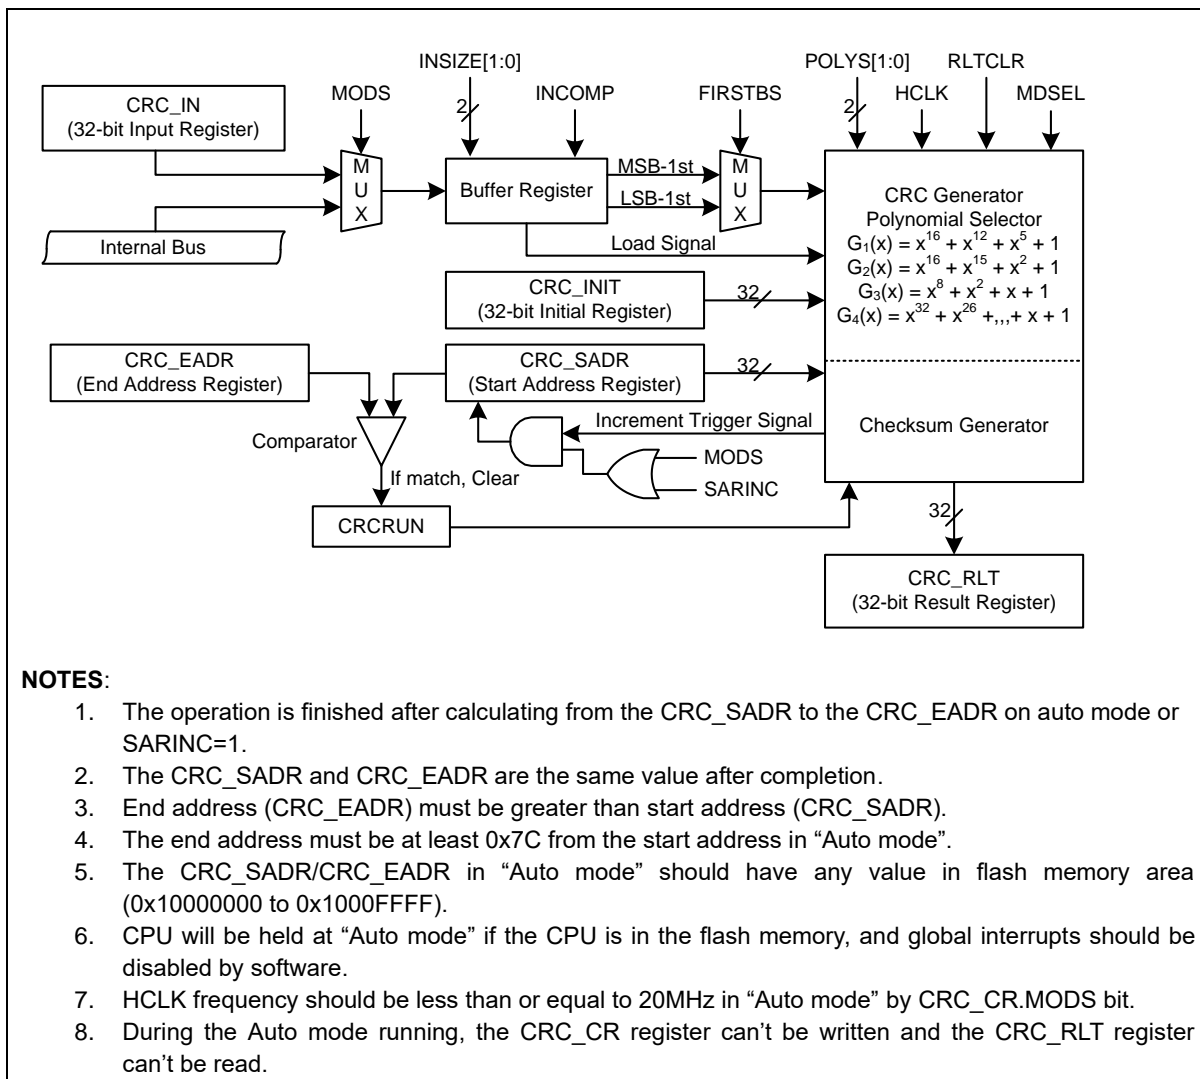 INSIZE[1:0]
POLYS[1:0]
RLTCLR
MODS
INCOMP
FIRSTBS
HCLK
MDSEL
2
2
CRC_IN
(32-bit Input Register)
M
U
X
Buffer Register
MSB-1st
LSB-1st
M
U
X
Internal Bus
Load Signal
CRC Generator
Polynomial Selector
G₁(x) = x¹⁶ + x¹² + x⁵ + 1
G₂(x) = x¹⁶ + x¹⁵ + x² + 1
G₃(x) = x⁸ + x² + x + 1
G₄(x) = x³² + x²⁶ +,,,+ x + 1
CRC_INIT
(32-bit Initial Register)
32
CRC_EADR
(End Address Register)
CRC_SADR
(Start Address Register)
32
Increment Trigger Signal
Checksum Generator
Comparator
MODS
SARINC
If match, Clear
CRCRUN
32
CRC_RLT
(32-bit Result Register)
NOTES:
1. The operation is finished after calculating from the CRC_SADR to the CRC_EADR on auto mode or
SARINC=1.
2. The CRC_SADR and CRC_EADR are the same value after completion.
3. End address (CRC_EADR) must be greater than start address (CRC_SADR).
4. The end address must be at least 0x7C from the start address in “Auto mode”.
5. The CRC_SADR/CRC_EADR in “Auto mode” should have any value in flash memory area
(0x10000000 to 0x1000FFFF).
6. CPU will be held at “Auto mode” if the CPU is in the flash memory, and global interrupts should be
disabled by software.
7. HCLK frequency should be less than or equal to 20MHz in “Auto mode” by CRC_CR.MODS bit.
8. During the Auto mode running, the CRC_CR register can’t be written and the CRC_RLT register
can’t be read.